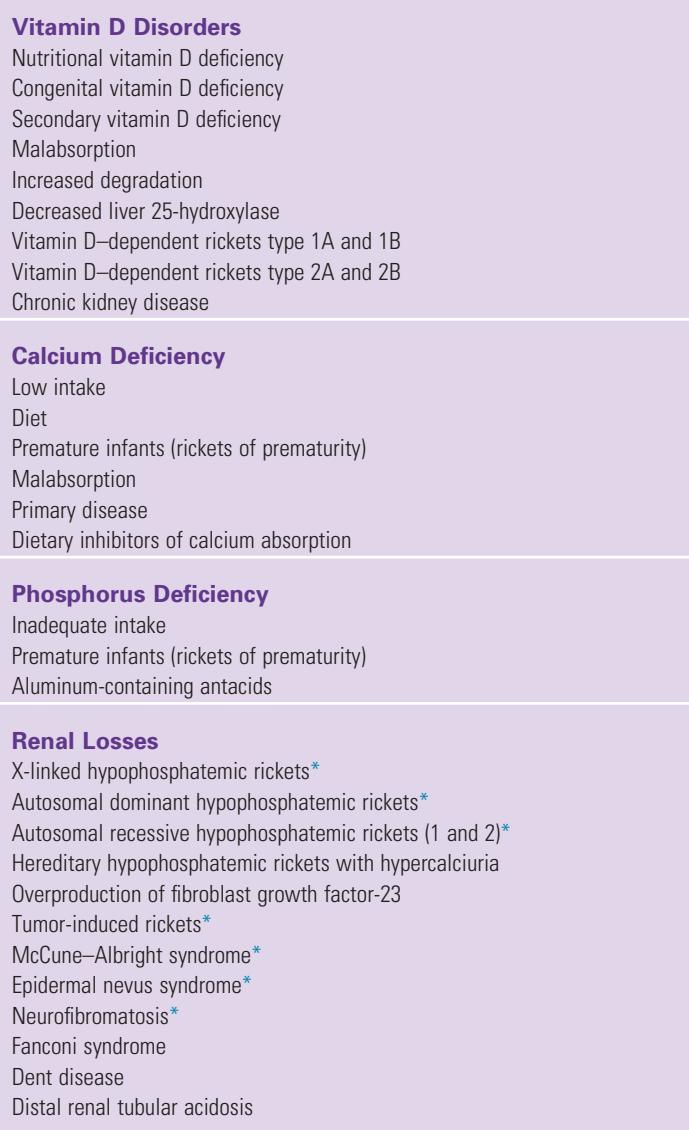 Vitamin D Disorders
Nutritional vitamin D deficiency
Congenital vitamin D deficiency
Secondary vitamin D deficiency
Malabsorption
Increased degradation
Decreased liver 25-hydroxylase
Vitamin D–dependent rickets type 1A and 1B
Vitamin D–dependent rickets type 2A and 2B
Chronic kidney disease
Calcium Deficiency
Low intake
Diet
Premature infants (rickets of prematurity)
Malabsorption
Primary disease
Dietary inhibitors of calcium absorption
Phosphorus Deficiency
Inadequate intake
Premature infants (rickets of prematurity)
Aluminum-containing antacids
Renal Losses
X-linked hypophosphatemic rickets*
Autosomal dominant hypophosphatemic rickets*
Autosomal recessive hypophosphatemic rickets (1 and 2)*
Hereditary hypophosphatemic rickets with hypercalciuria
Overproduction of fibroblast growth factor-23
Tumor-induced rickets*
McCune–Albright syndrome*
Epidermal nevus syndrome*
Neurofibromatosis*
Fanconi syndrome
Dent disease
Distal renal tubular acidosis